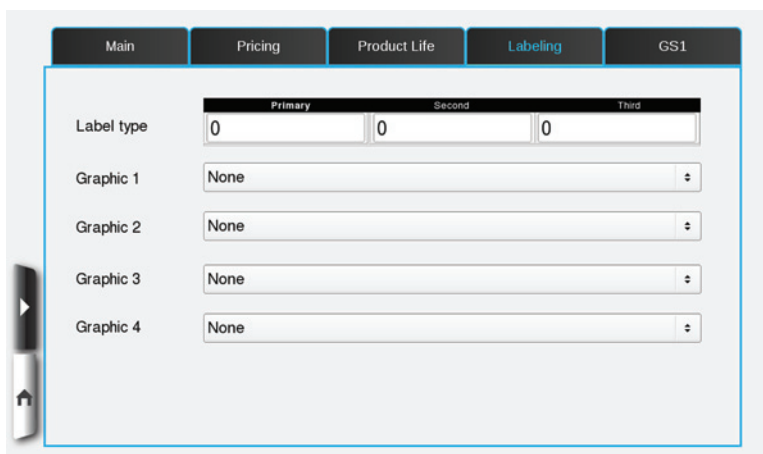 Main Pricing Product Life Labeling GS1
Primary Second Third
Label type 0 0 0
Graphic 1 None
Graphic 2 None
Graphic 3 None
Graphic 4 None